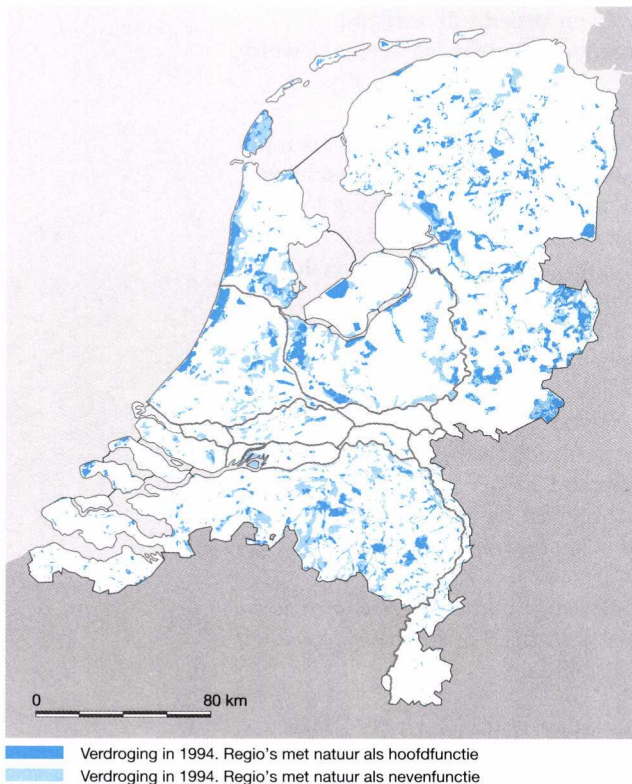 0 80 km
Verdroging in 1994. Regio's met natuur als hoofdfunctie
Verdroging in 1994. Regio's met natuur als nevenfunctie